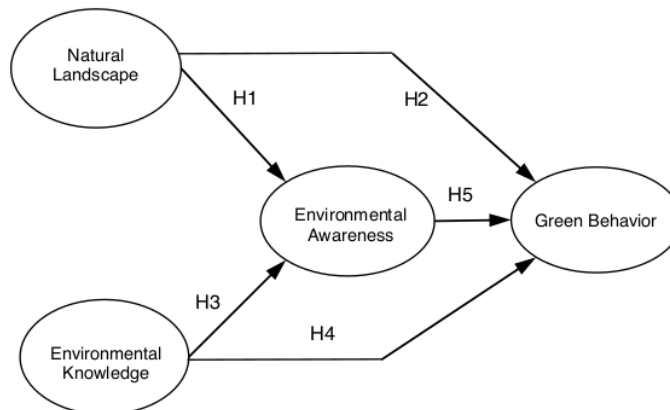 Natural
Landscape
H1
H2
Environmental
Awareness
H5
Green Behavior
H3
H4
Environmental
Knowledge